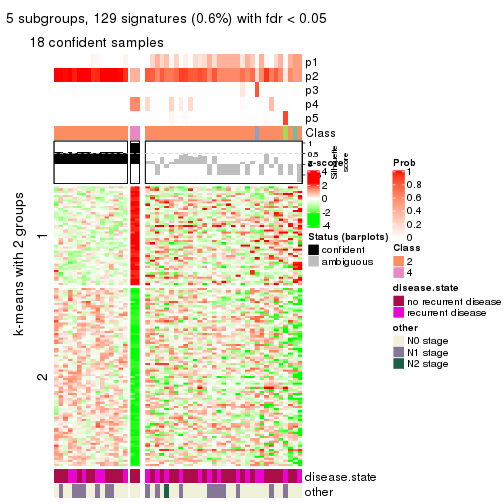 5 subgroups, 129 signatures (0.6%) with fdr < 0.05
18 confident samples
p1
p2
p3
p4
p5
Class
1
0.5
0
Silhouette
score
z-score
4
2
0
-2
-4
Status (barplots)
confident
ambiguous
Prob
1
0.8
0.6
0.4
0.2
0
Class
2
4
disease.state
no recurrent disease
recurrent disease
other
N0 stage
N1 stage
N2 stage
k-means with 2 groups
1
2
disease.state
other